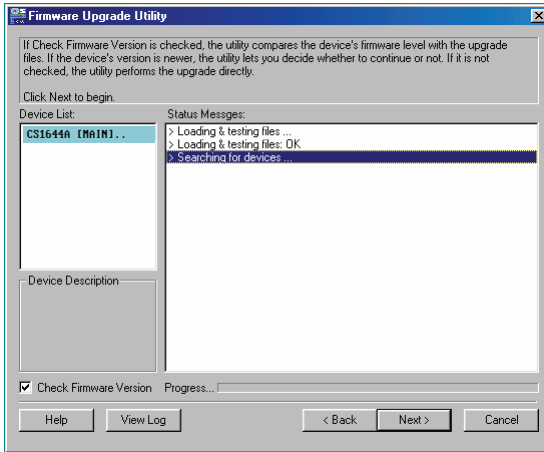 Firmware Upgrade Utility
If Check Firmware Version is checked, the utility compares the device's firmware level with the upgrade
files. If the device's version is newer, the utility lets you decide whether to continue or not. If it is not
checked, the utility performs the upgrade directly.
Click Next to begin.
Device List:
Status Messges:
CS1644A [MAIN]..
> Loading & testing files ...
> Loading & testing files: OK
> Searching for devices ...
Device Description
Check Firmware Version
Progress...
Help
View Log
< Back
Next >
Cancel